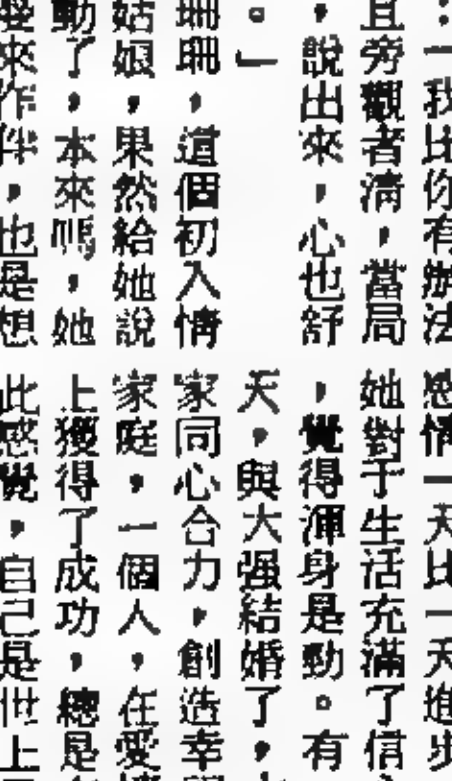 ：一我比你有辦法
且旁觀者清，當局
，說出來，心也舒
。」
珊珊，這個初入情
姑娘，果然給她說
動了，本來嗎，她
來作伴，也是想
感情一天比一天進步
她對于生活充滿了信
，覺得渾身是勁。有
天，與大强結婚了，
家同心合力，創造幸
家庭，一個人，在愛
上獲得了成功，總是
此感覺，自己是世上